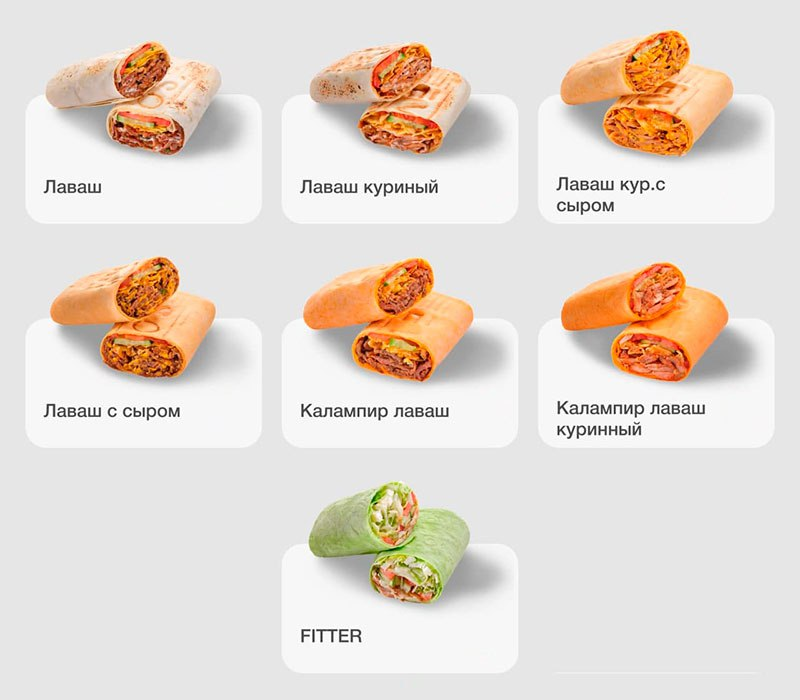 Лаваш
Лаваш куриный
Лаваш кур.с
сыром
Лаваш с сыром
Калампир лаваш
Калампир лаваш
куринный
FITTER